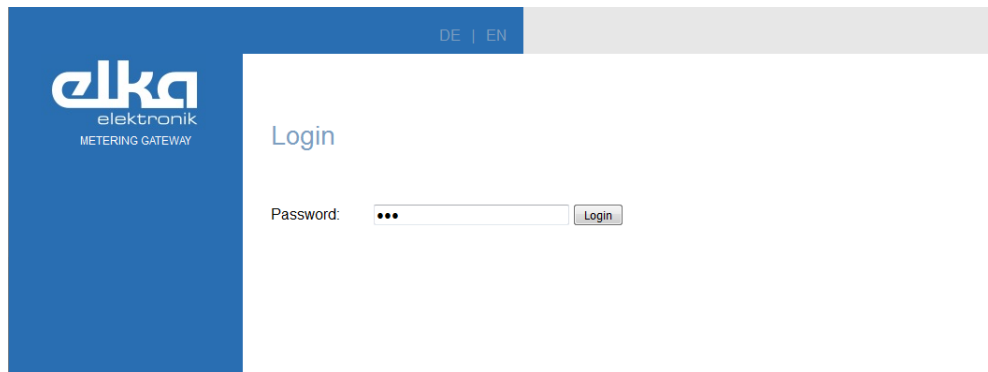 DE | EN
elka
elektronik
METERING GATEWAY
Login
Password: ••• Login